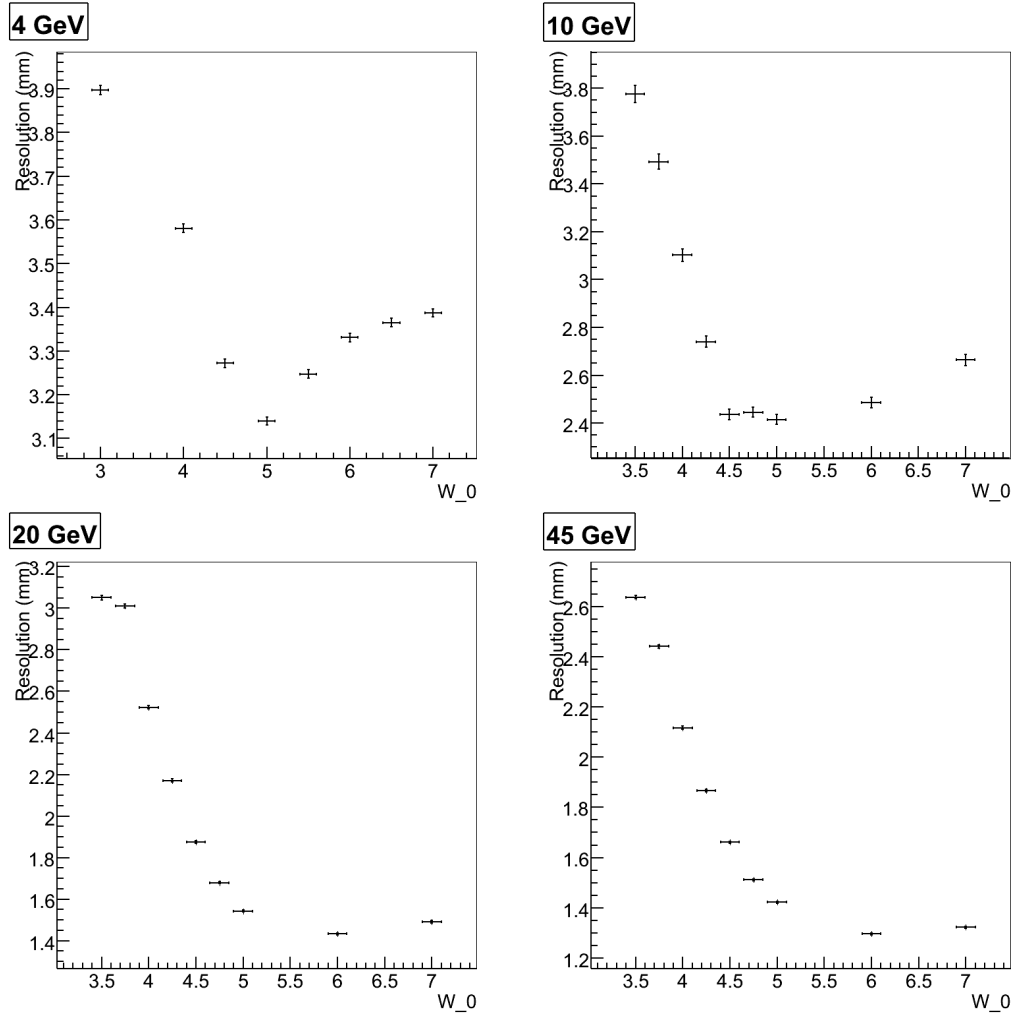 4 GeV
Resolution (mm)
3.9
3.8
3.7
3.6
3.5
3.4
3.3
3.2
3.1
3 4 5 6 7
W_0
10 GeV
Resolution (mm)
3.8
3.6
3.4
3.2
3
2.8
2.6
2.4
3.5 4 4.5 5 5.5 6 6.5 7
W_0
20 GeV
Resolution (mm)
3.2
3
2.8
2.6
2.4
2.2
2
1.8
1.6
1.4
3.5 4 4.5 5 5.5 6 6.5 7
W_0
45 GeV
Resolution (mm)
2.6
2.4
2.2
2
1.8
1.6
1.4
1.2
3.5 4 4.5 5 5.5 6 6.5 7
W_0